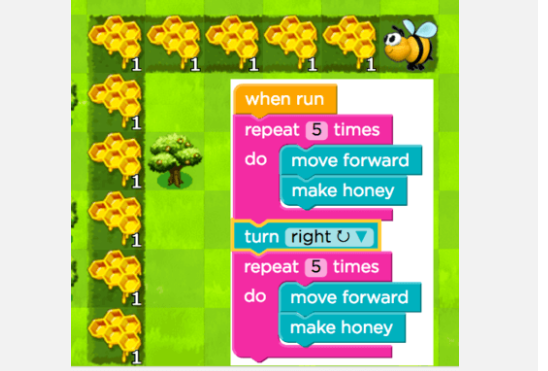 1 1 1 1 1
1
1
1
1
1
when run
repeat 5 times
do move forward
make honey
turn right ↻ ▼
repeat 5 times
do move forward
make honey